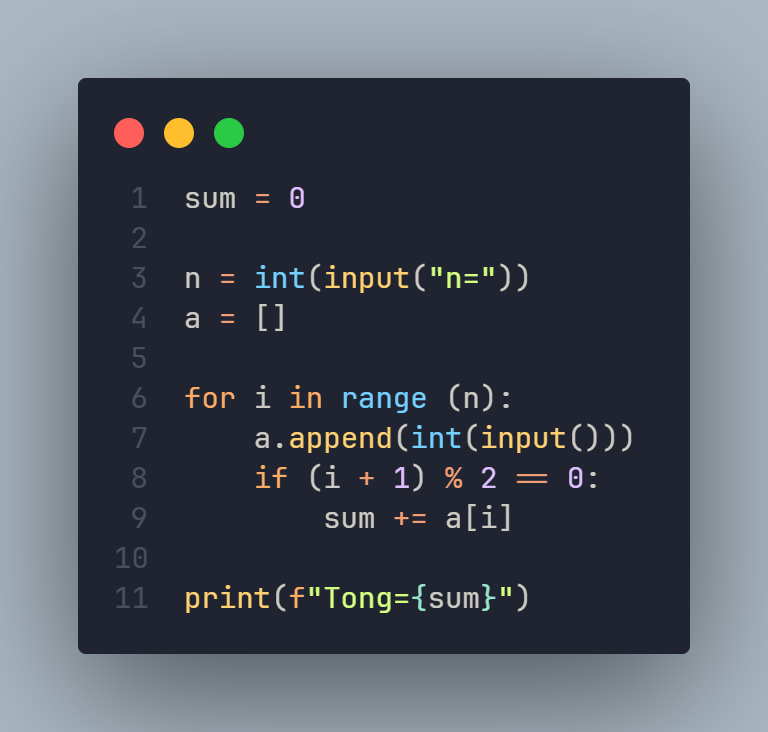 1 sum = 0
2
3 n = int(input("n="))
4 a = []
5
6 for i in range (n):
7     a.append(int(input()))
8     if (i + 1) % 2 == 0:
9         sum += a[i]
10
11 print(f"Tong={sum}")